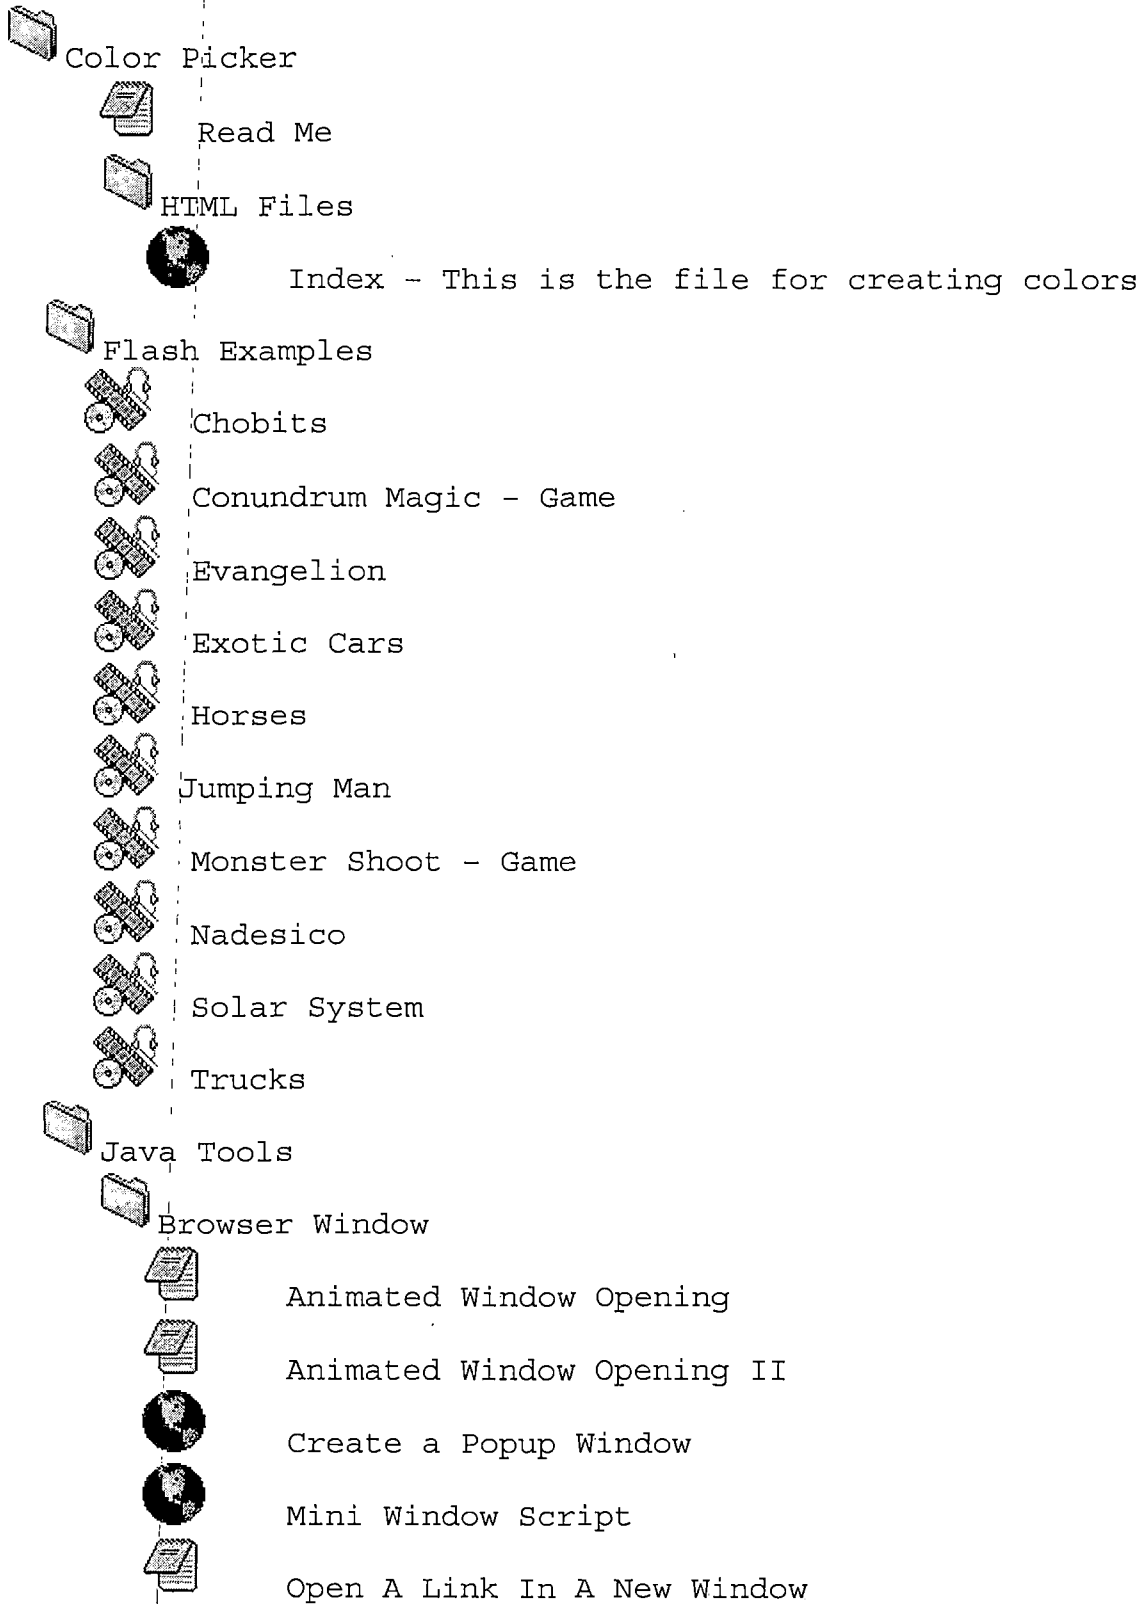 Color Picker
Read Me
HTML Files
Index - This is the file for creating colors
Flash Examples
Chobits
Conundrum Magic - Game
Evangelion
Exotic Cars
Horses
Jumping Man
Monster Shoot - Game
Nadesico
Solar System
Trucks
Java Tools
Browser Window
Animated Window Opening
Animated Window Opening II
Create a Popup Window
Mini Window Script
Open A Link In A New Window